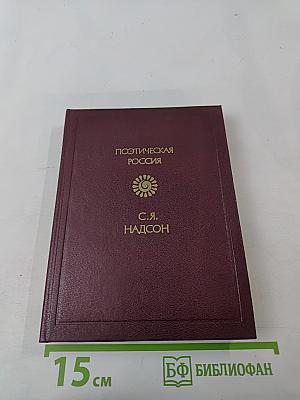 ПОЭТИЧЕСКАЯ
РОССИЯ
С.Я.
НАДСОН
15 см
БФ БИБЛИОФАН